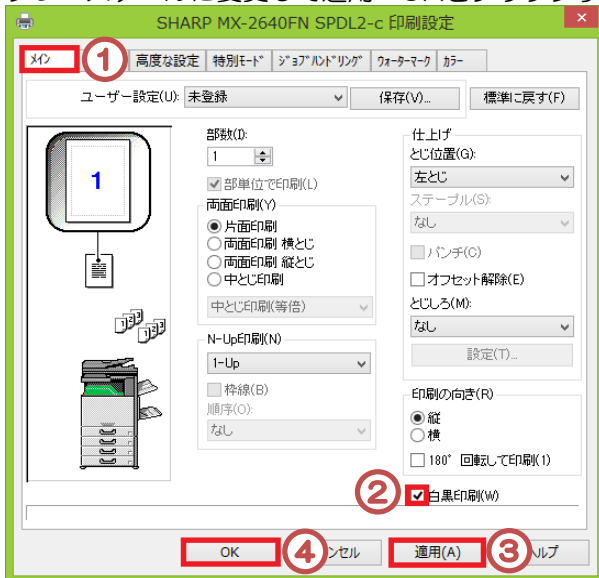 SHARP MX-2640FN SPDL2-c 印刷設定
メイン ① 高度な設定 特別モード ジョブハンドリング ウォーターマーク カラー
ユーザー設定(U): 未登録 保存(V)... 標準に戻す(F)
部数(I):
1
部単位で印刷(L)
両面印刷(Y)
片面印刷
両面印刷 横とじ
両面印刷 縦とじ
中とじ印刷
中とじ印刷(等倍)
N-Up印刷(N)
1-Up
枠線(B)
順序(O):
なし
仕上げ
とじ位置(G):
左とじ
ステープル(S):
なし
パンチ(C)
オフセット解除(E)
とじしろ(M):
なし
設定(T)...
印刷の向き(R)
縦
横
180° 回転して印刷(1)
② 白黒印刷(W)
1
123 123
OK ④ ンセル 適用(A) ③ ルプ